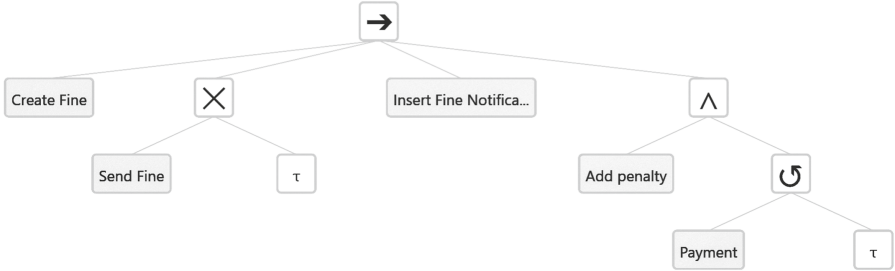 →
Create Fine
×
Insert Fine Notifica...
∧
Send Fine
τ
Add penalty
↺
Payment
τ